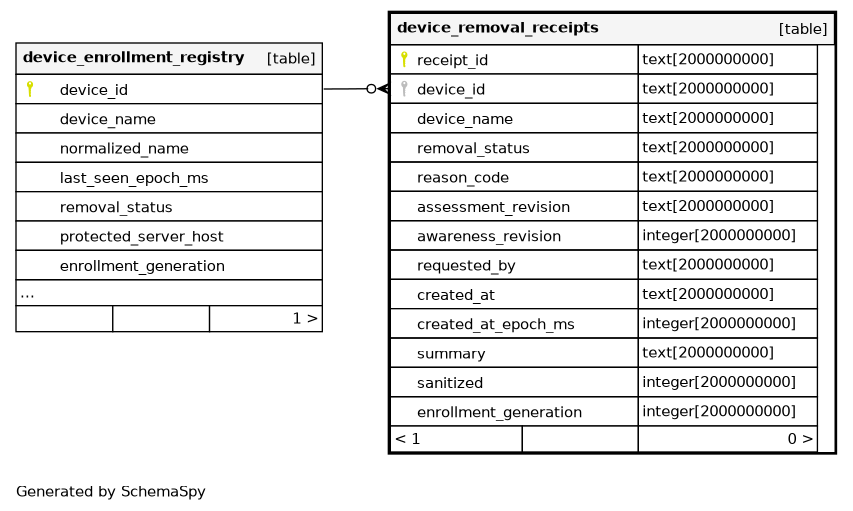 device_enrollment_registry [table]
device_id
device_name
normalized_name
last_seen_epoch_ms
removal_status
protected_server_host
enrollment_generation
...
1 >
device_removal_receipts [table]
receipt_id text[2000000000]
device_id text[2000000000]
device_name text[2000000000]
removal_status text[2000000000]
reason_code text[2000000000]
assessment_revision text[2000000000]
awareness_revision integer[2000000000]
requested_by text[2000000000]
created_at text[2000000000]
created_at_epoch_ms integer[2000000000]
summary text[2000000000]
sanitized integer[2000000000]
enrollment_generation integer[2000000000]
< 1 0 >
Generated by SchemaSpy